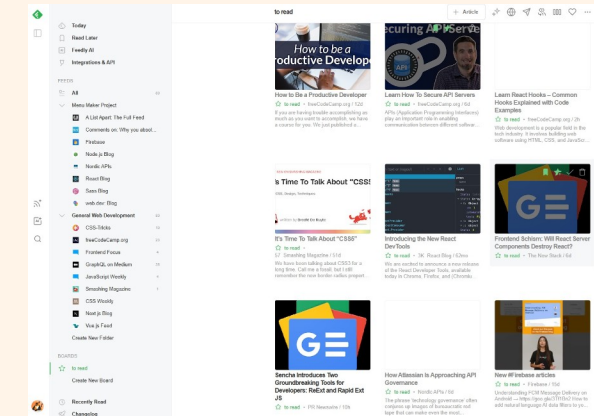 to read
+ Article
Today
Read Later
Feedly AI
Integrations & API
FEEDS
All
Menu Maker Project
A List Apart: The Full Feed
Comments on: Why you about...
Firebase
Node.js Blog
Nordic APIs
React Blog
Sass Blog
web.dev: Blog
General Web Development
CSS-Tricks
freeCodeCamp.org
Frontend Focus
GraphQL on Medium
JavaScript Weekly
Smashing Magazine
CSS Weekly
Next.js Blog
Vue.js Feed
Create New Folder
BOARDS
to read
Create New Board
Recently Read
Changelog
How to be a
roductive Develop
How to Be a Productive Developer
to read • freeCodeCamp.org / 12d
If you are having trouble accomplishing as
much as you want to accomplish, we have
a course for you. We just published a...
ecuring API Serve
API
Learn How To Secure API Servers
to read • freeCodeCamp.org / 6d
APIs (Application Programming Interfaces)
play an important role in enabling
communication between different softwar...
Learn React Hooks – Common
Hooks Explained with Code
Examples
to read • freeCodeCamp.org / 2h
Web development is a popular field in the
tech industry. It involves building web
software using HTML, CSS, and JavaScr...
's Time To Talk About "CSS5
It's Time To Talk About "CSS5"
to read •
57 Smashing Magazine / 51d
We have been talking about CSS3 for a
long time. Call me a fossil, but I still
remember the new border-radius propert...
Introducing the New React
DevTools
to read • 3K React Blog / 52mo
We are excited to announce a new release
of the React Developer Tools, available
today in Chrome, Firefox, and (Chromiu...
GE
Frontend Schism: Will React Server
Components Destroy React?
to read • The New Stack / 6d
GE
Sencha Introduces Two
Groundbreaking Tools for
Developers: ReExt and Rapid Ext
JS
to read • PR Newswire / 18h
How Atlassian is Approaching API
Governance
to read • Nordic APIs / 6d
The phrase 'technology governance' often
conjures up images of bureaucratic red
tape that can make even the most...
New #Firebase articles
to read • Firebase / 15d
Understanding FCM Message Delivery on